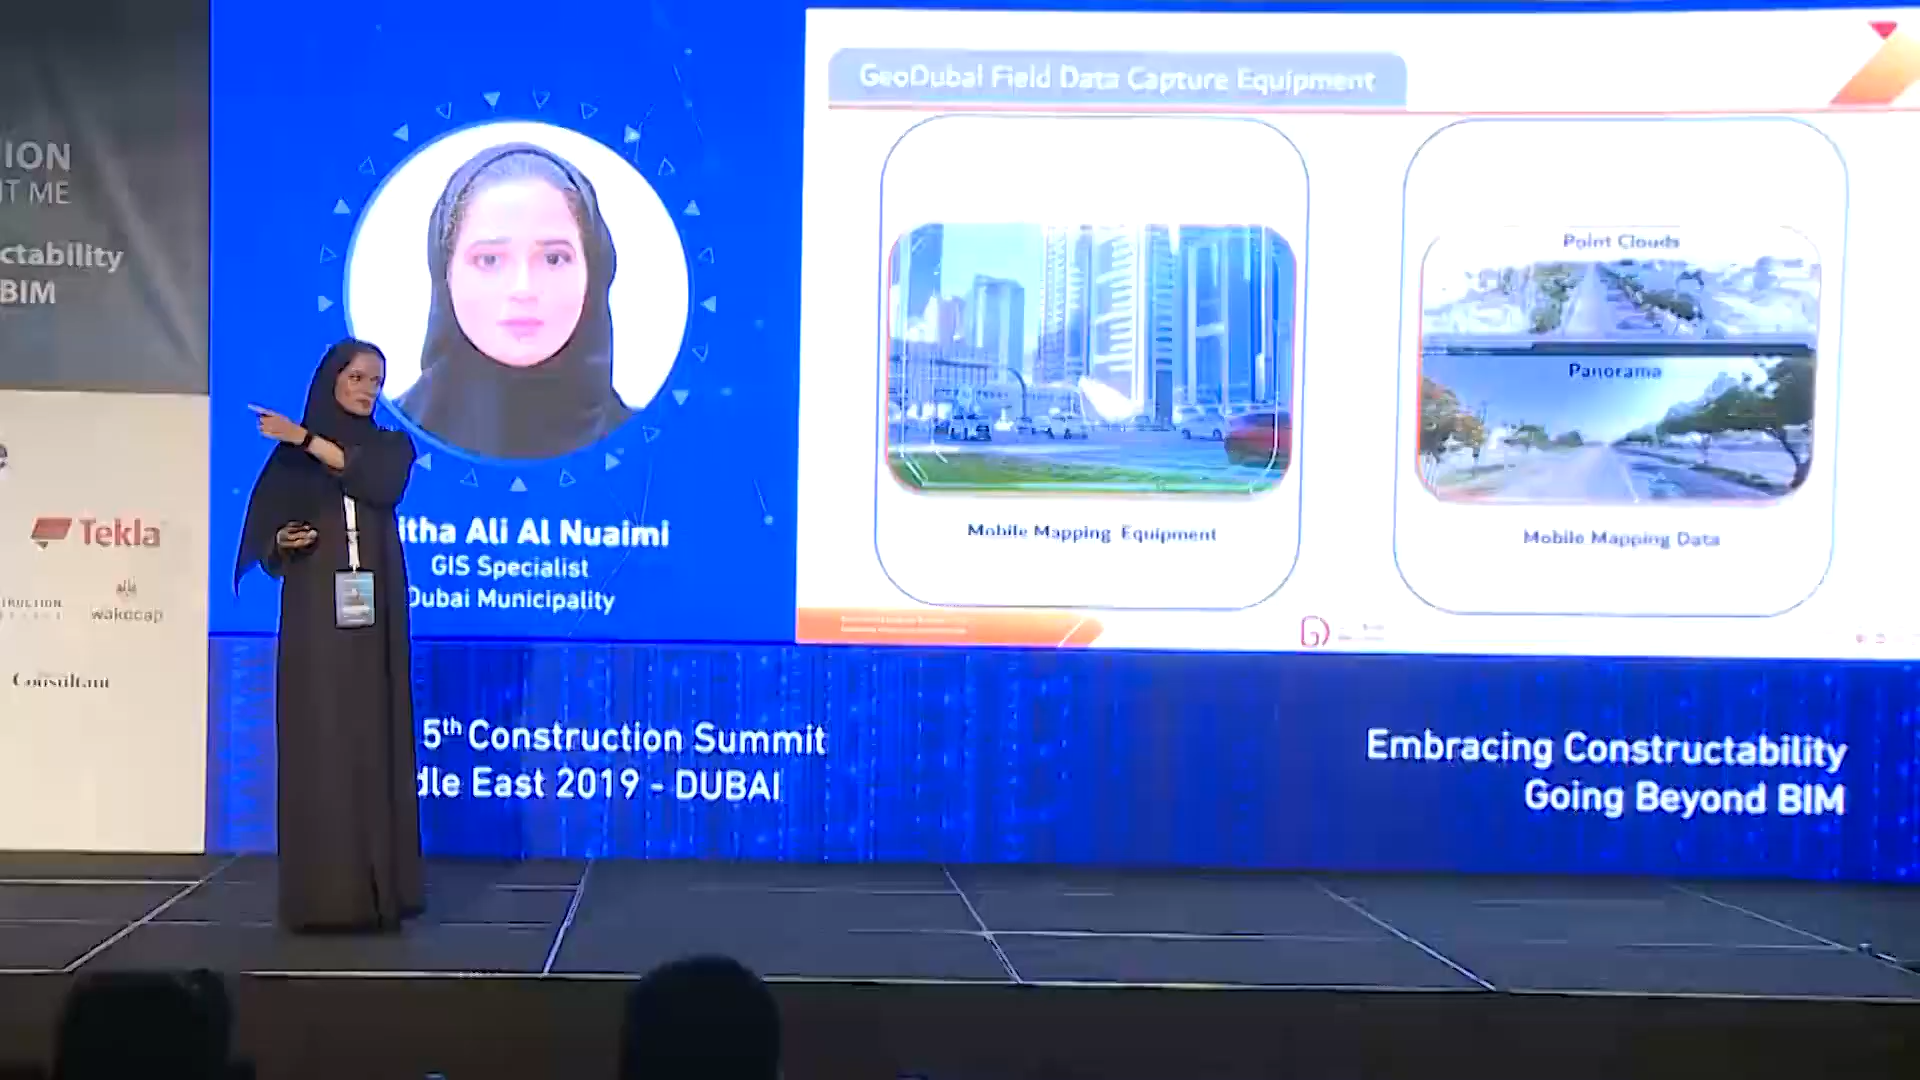 ION
IT ME
ctability
BIM
Tekla
wakecap
Consultant
itha Ali Al Nuaimi
GIS Specialist
Dubai Municipality
GeoDubai Field Data Capture Equipment
Mobile Mapping Equipment
Point Clouds
Panorama
Mobile Mapping Data
5th Construction Summit
dle East 2019 - DUBAI
Embracing Constructability
Going Beyond BIM